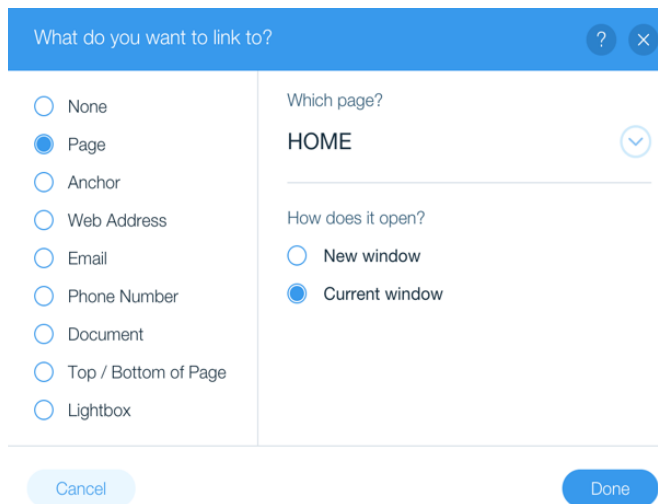 What do you want to link to?
?
None
Page
Anchor
Web Address
Email
Phone Number
Document
Top / Bottom of Page
Lightbox
Which page?
HOME
How does it open?
New window
Current window
Cancel
Done